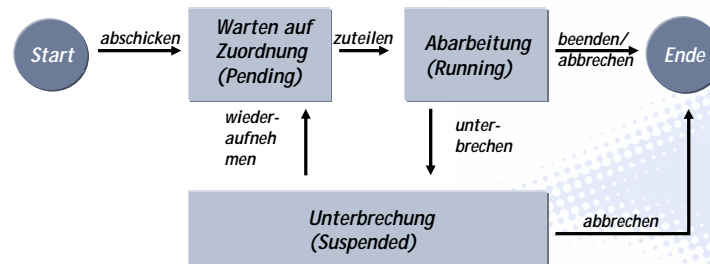 Start
abschicken
Warten auf
Zuordnung
(Pending)
zuteilen
Abarbeitung
(Running)
beenden/
abbrechen
Ende
wieder-
aufneh
men
unter-
brechen
Unterbrechung
(Suspended)
abbrechen